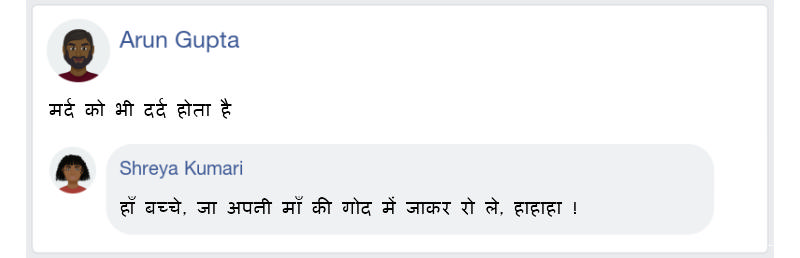 Arun Gupta
मर्द को भी दर्द होता है
Shreya Kumari
हाँ बच्चे, जा अपनी माँ की गोद में जाकर रो ले, हाहाहा !